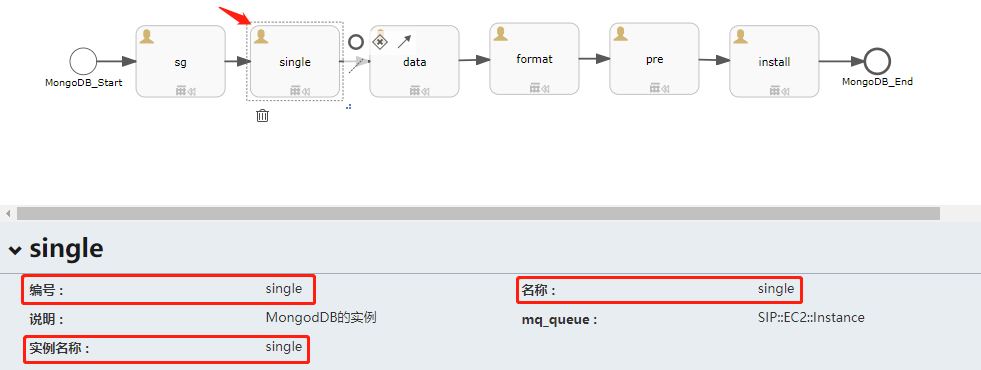 sg
single
data
format
pre
install
MongoDB_Start
MongoDB_End
single
编号： single
名称： single
说明： MongodDB的实例
mq_queue： SIP::EC2::Instance
实例名称： single